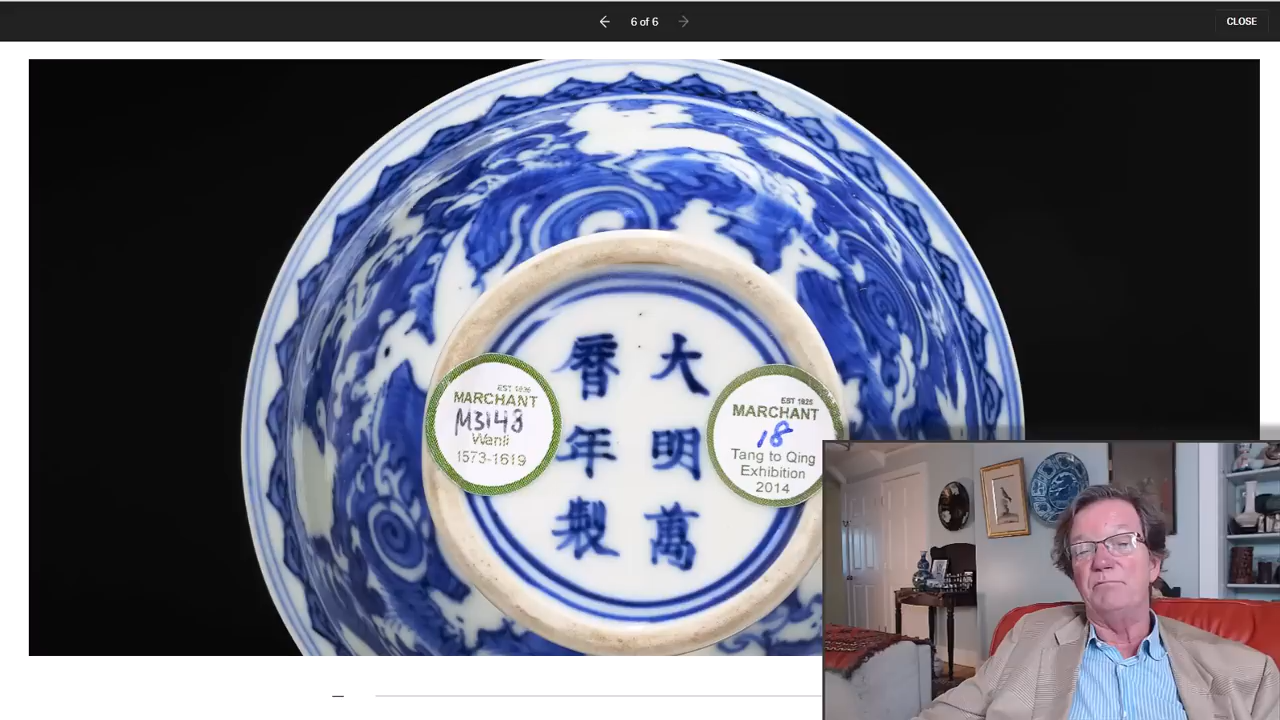 6 of 6
CLOSE
大明萬
曆年製
EST 1925
MARCHANT
M3148
Wanli
1573-1619
EST 1925
MARCHANT
18
Tang to Qing
Exhibition
2014